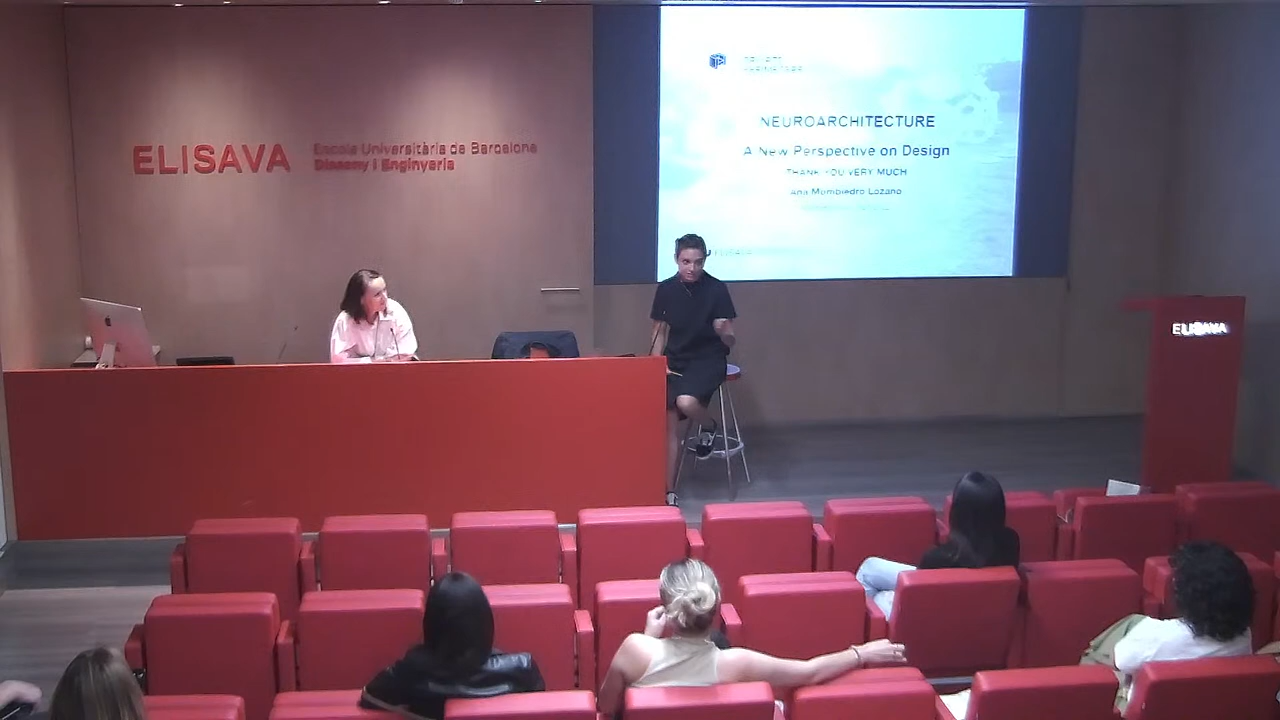 ELISAVA
Escola Universitària de Barcelona
Disseny i Enginyeria
NEUROARCHITECTURE
A New Perspective on Design
THANK YOU VERY MUCH
Ana Mombiedro Lozano
ELISAVA
ELISAVA